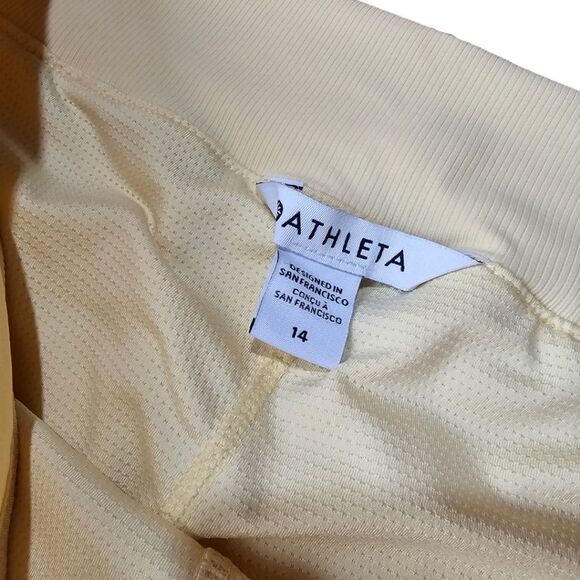 ATHLETA
DESIGNED IN
SAN FRANCISCO
CONÇU À
SAN FRANCISCO
14